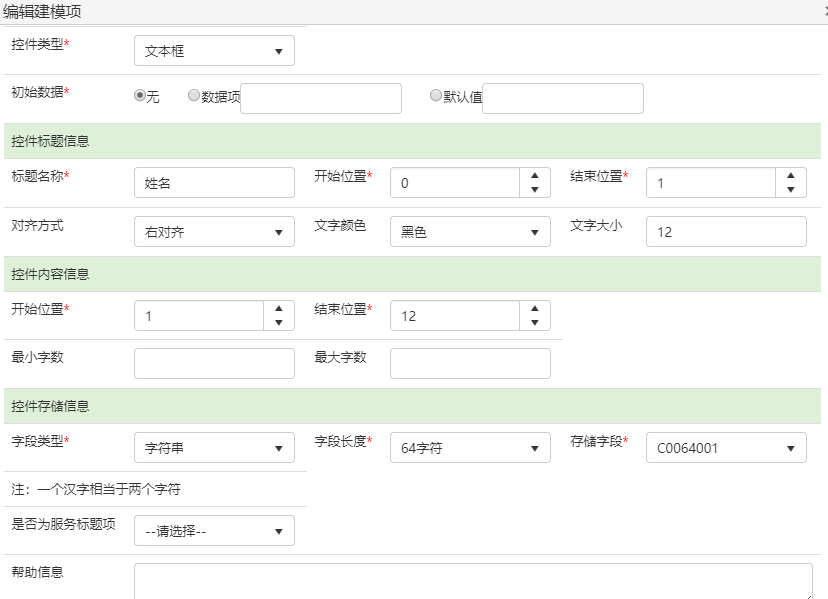 编辑建模项
控件类型* 文本框
初始数据* 无 数据项 默认值
控件标题信息
标题名称* 姓名 开始位置* 0 结束位置* 1
对齐方式 右对齐 文字颜色 黑色 文字大小 12
控件内容信息
开始位置* 1 结束位置* 12
最小字数 最大字数
控件存储信息
字段类型* 字符串 字段长度* 64字符 存储字段* C0064001
注：一个汉字相当于两个字符
是否为服务标题项 --请选择--
帮助信息